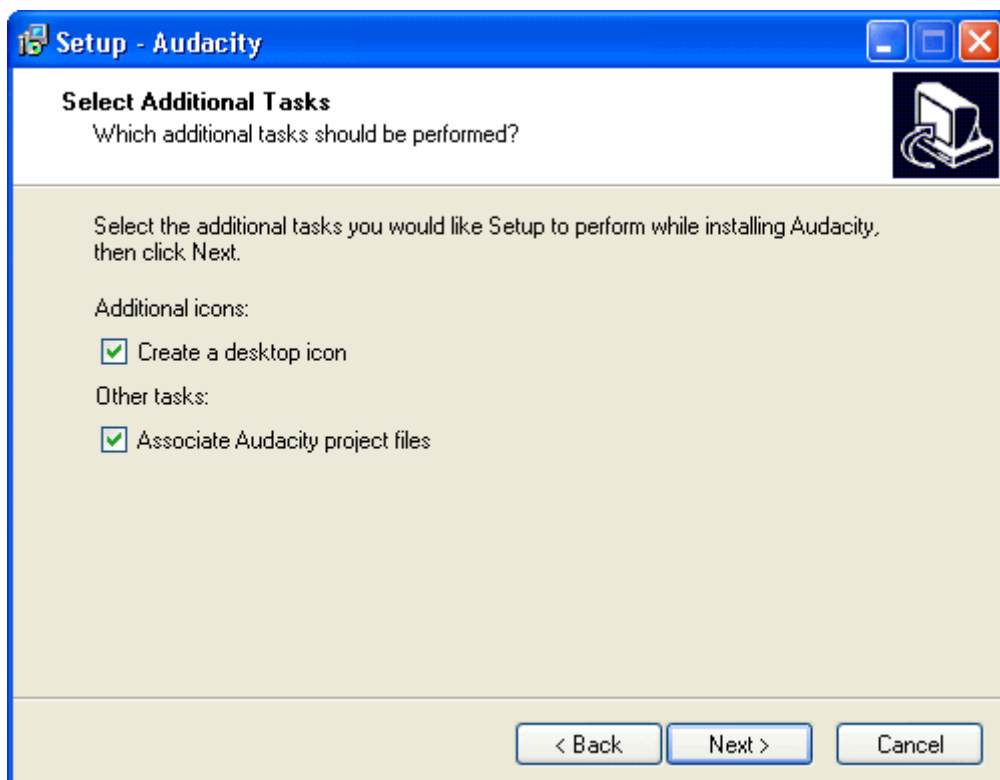 Setup - Audacity
Select Additional Tasks
Which additional tasks should be performed?
Select the additional tasks you would like Setup to perform while installing Audacity,
then click Next.
Additional icons:
Create a desktop icon
Other tasks:
Associate Audacity project files
< Back Next > Cancel